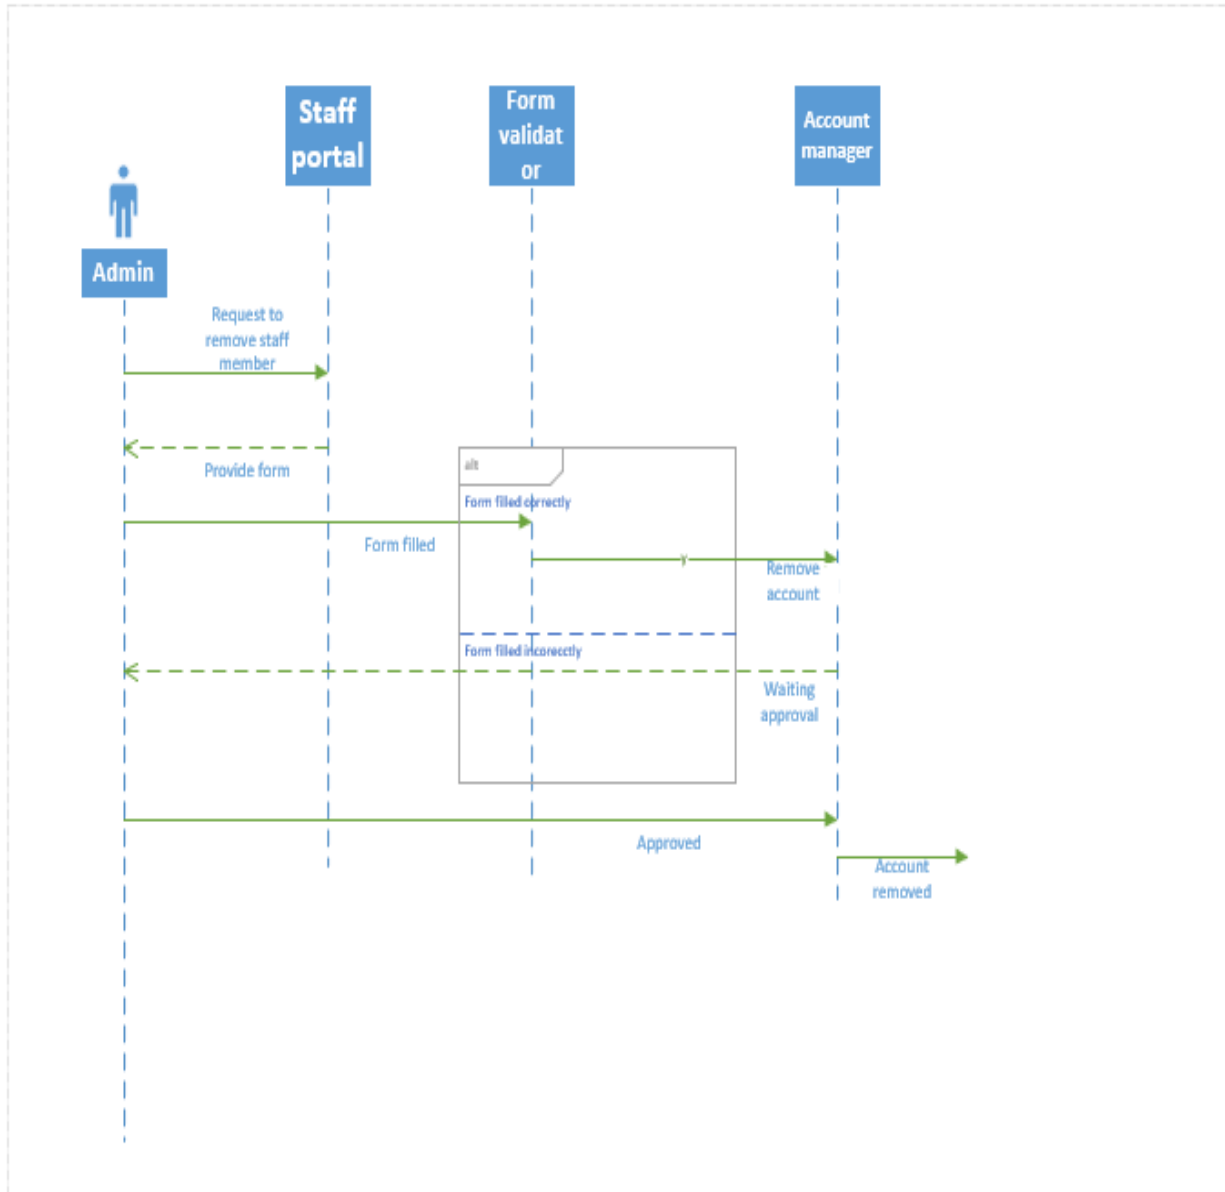 Staff
portal
Form
validat
or
Account
manager
Admin
Request to
remove staff
member
Provide form
alt
Form filled correctly
Form filled
Remove
account
Form filled incorecctly
Waiting
approval
Approved
Account
removed